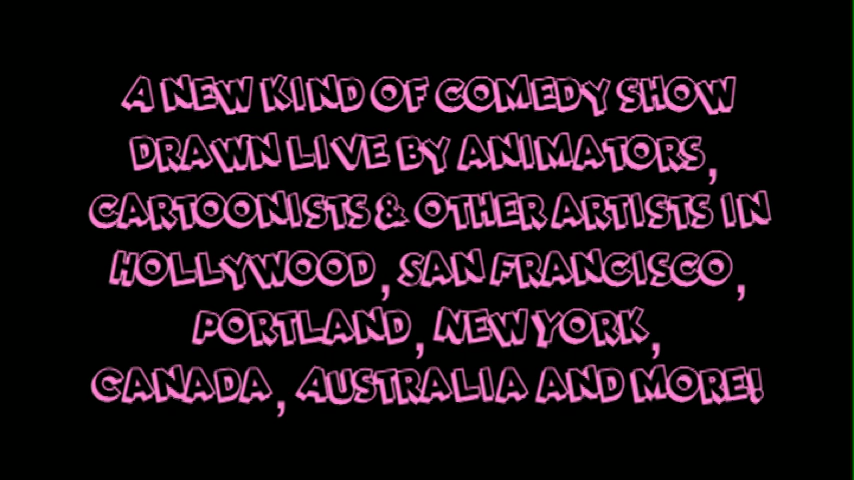 A NEW KIND OF COMEDY SHOW
DRAWN LIVE BY ANIMATORS,
CARTOONISTS & OTHER ARTISTS IN
HOLLYWOOD, SAN FRANCISCO,
PORTLAND, NEW YORK,
CANADA, AUSTRALIA AND MORE!